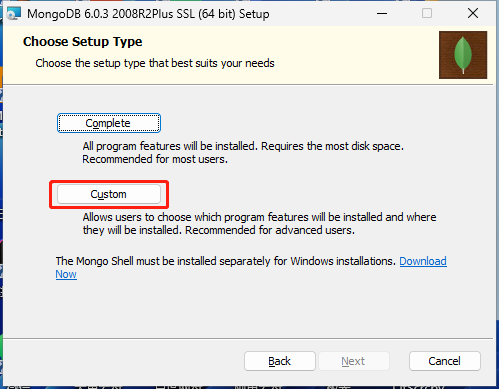 MongoDB 6.0.3 2008R2Plus SSL (64 bit) Setup
Choose Setup Type
Choose the setup type that best suits your needs
Complete
All program features will be installed. Requires the most disk space.
Recommended for most users.
Custom
Allows users to choose which program features will be installed and where
they will be installed. Recommended for advanced users.
The Mongo Shell must be installed separately for Windows installations. Download
Now
Back
Next
Cancel